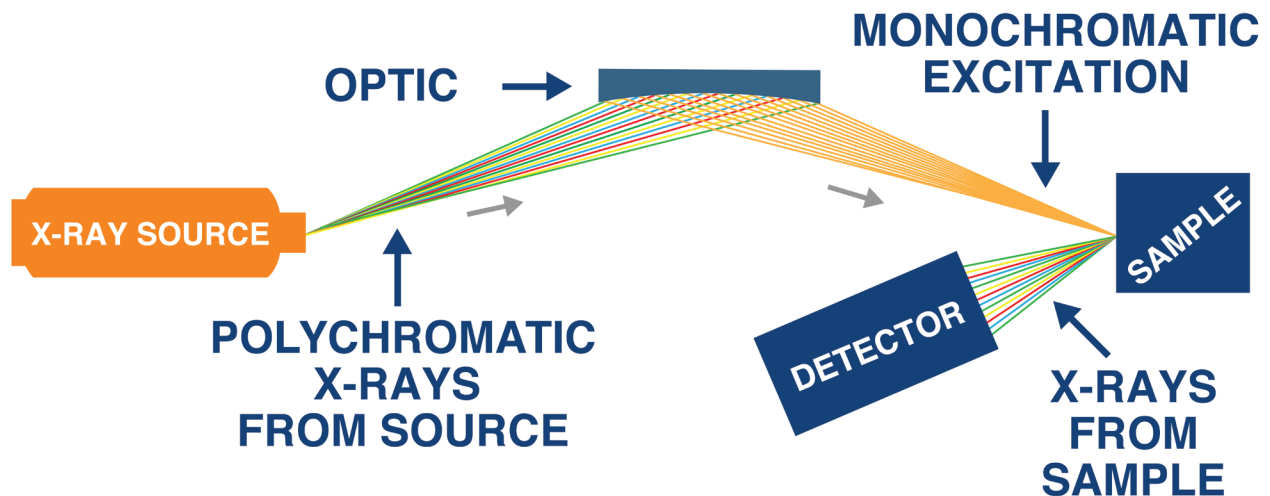 MONOCHROMATIC
EXCITATION
OPTIC
X-RAY SOURCE
SAMPLE
DETECTOR
POLYCHROMATIC
X-RAYS
FROM SOURCE
X-RAYS
FROM
SAMPLE